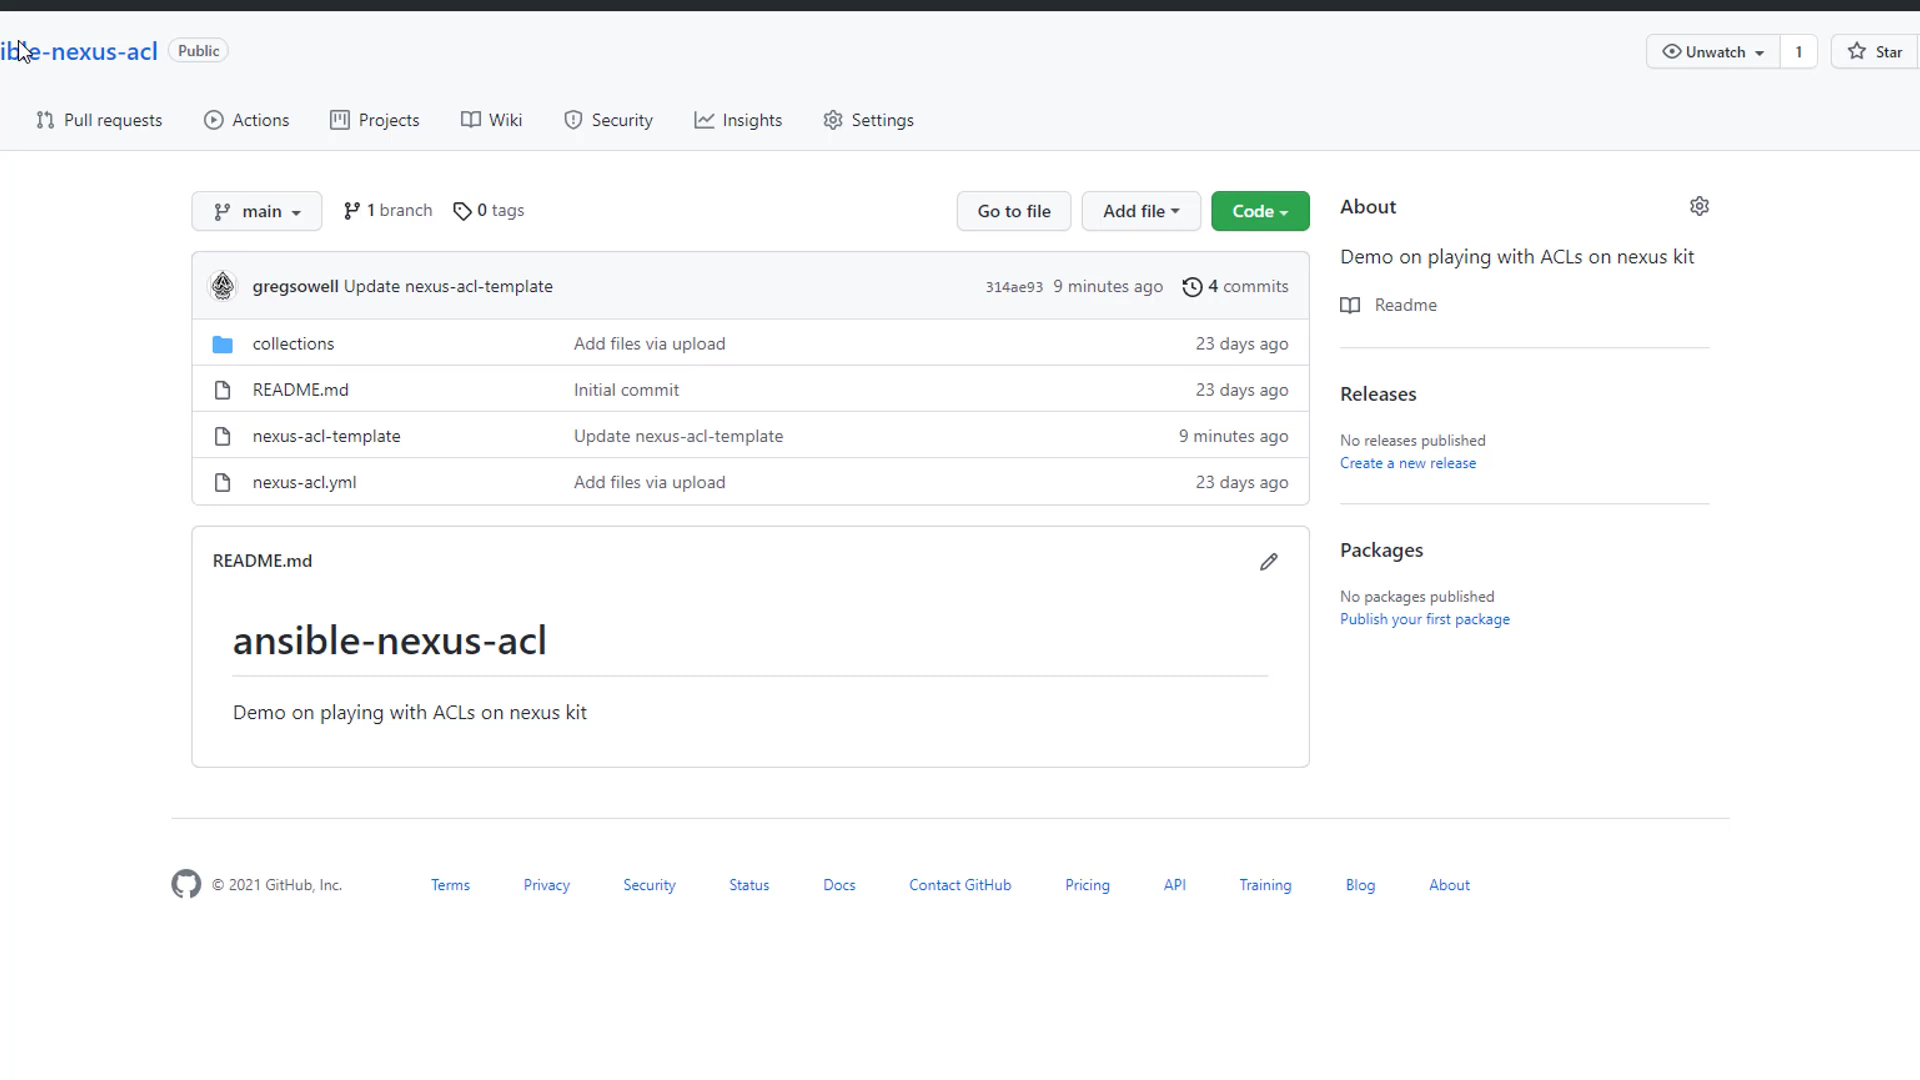 ible-nexus-acl Public Unwatch 1 Star
Pull requests Actions Projects Wiki Security Insights Settings
main 1 branch 0 tags Go to file Add file Code
gregsowell Update nexus-acl-template 314ae93 9 minutes ago 4 commits
collections Add files via upload 23 days ago
README.md Initial commit 23 days ago
nexus-acl-template Update nexus-acl-template 9 minutes ago
nexus-acl.yml Add files via upload 23 days ago
README.md
ansible-nexus-acl
Demo on playing with ACLs on nexus kit
About
Demo on playing with ACLs on nexus kit
Readme
Releases
No releases published
Create a new release
Packages
No packages published
Publish your first package
© 2021 GitHub, Inc. Terms Privacy Security Status Docs Contact GitHub Pricing API Training Blog About